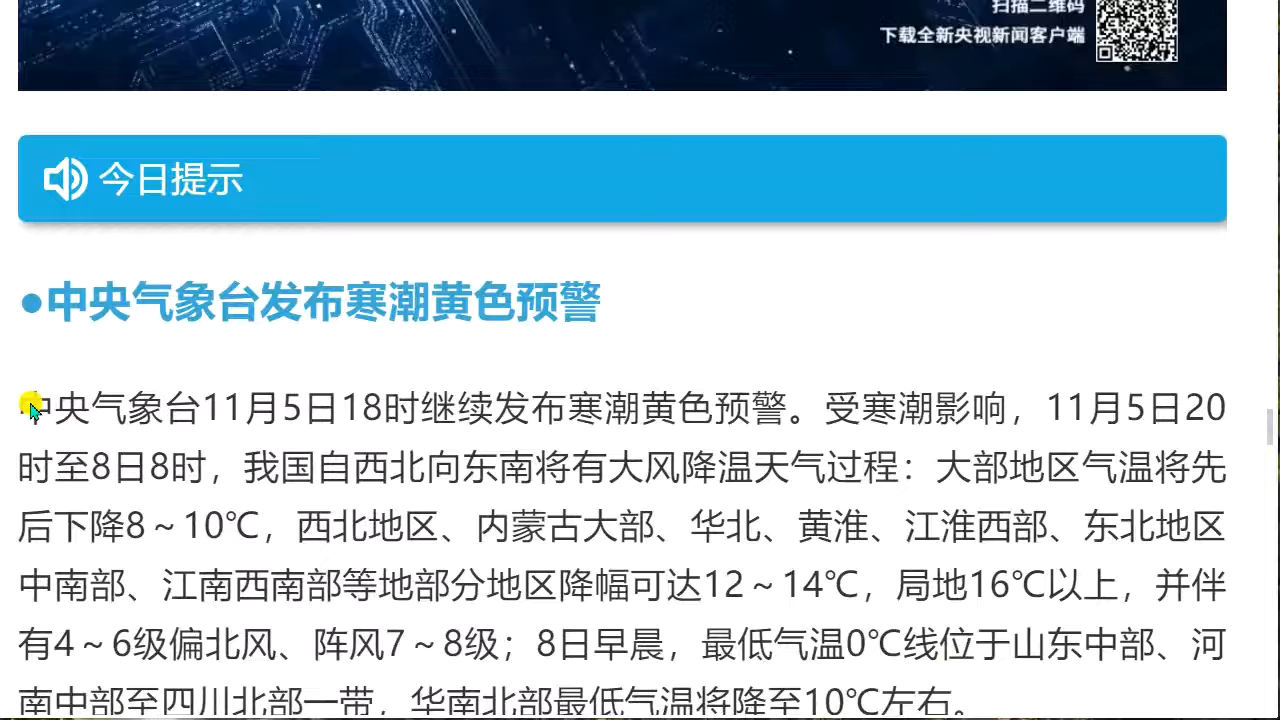 扫描二维码
下载全新央视新闻客户端
今日提示
●中央气象台发布寒潮黄色预警
中央气象台11月5日18时继续发布寒潮黄色预警。受寒潮影响，11月5日20
时至8日8时，我国自西北向东南将有大风降温天气过程：大部地区气温将先
后下降8～10℃，西北地区、内蒙古大部、华北、黄淮、江淮西部、东北地区
中南部、江南西南部等地部分地区降幅可达12～14℃，局地16℃以上，并伴
有4～6级偏北风、阵风7～8级；8日早晨，最低气温0℃线位于山东中部、河
南中部至四川北部一带，华南北部最低气温将降至10℃左右。